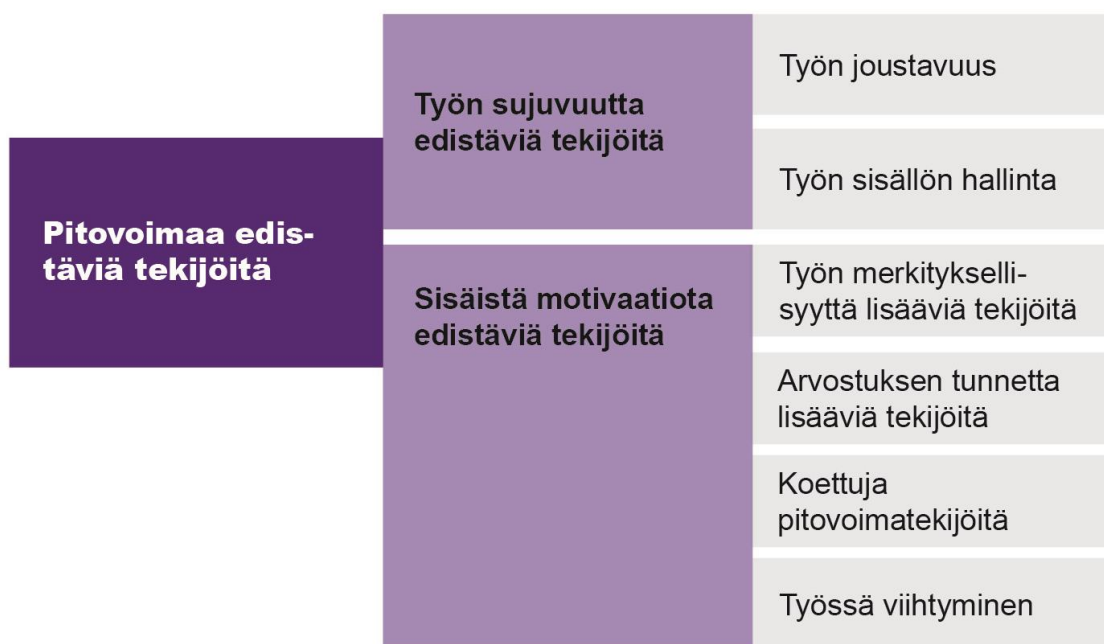 Pitovoimaa edis-
täviä tekijöitä
Työn sujuvuutta
edistäviä tekijöitä
Työn joustavuus
Työn sisällön hallinta
Sisäistä motivaatiota
edistäviä tekijöitä
Työn merkitykselli-
syyttä lisääviä tekijöitä
Arvostuksen tunnetta
lisääviä tekijöitä
Koettuja
pitovoimatekijöitä
Työssä viihtyminen